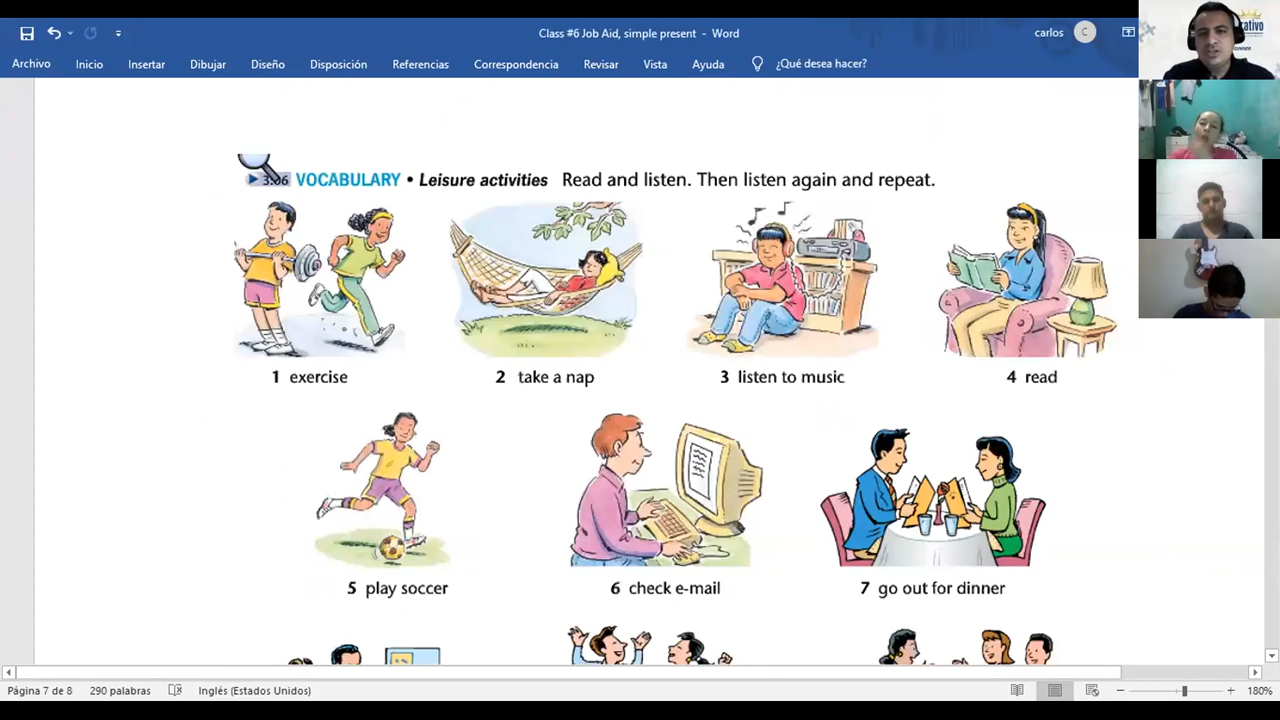 Class #6 Job Aid, simple present - Word
carlos
C
Archivo Inicio Insertar Dibujar Diseño Disposición Referencias Correspondencia Revisar Vista Ayuda ¿Qué desea hacer?
3:06 VOCABULARY • Leisure activities Read and listen. Then listen again and repeat.
1 exercise
2 take a nap
3 listen to music
4 read
5 play soccer
6 check e-mail
7 go out for dinner
Página 7 de 8 290 palabras Inglés (Estados Unidos) 180%